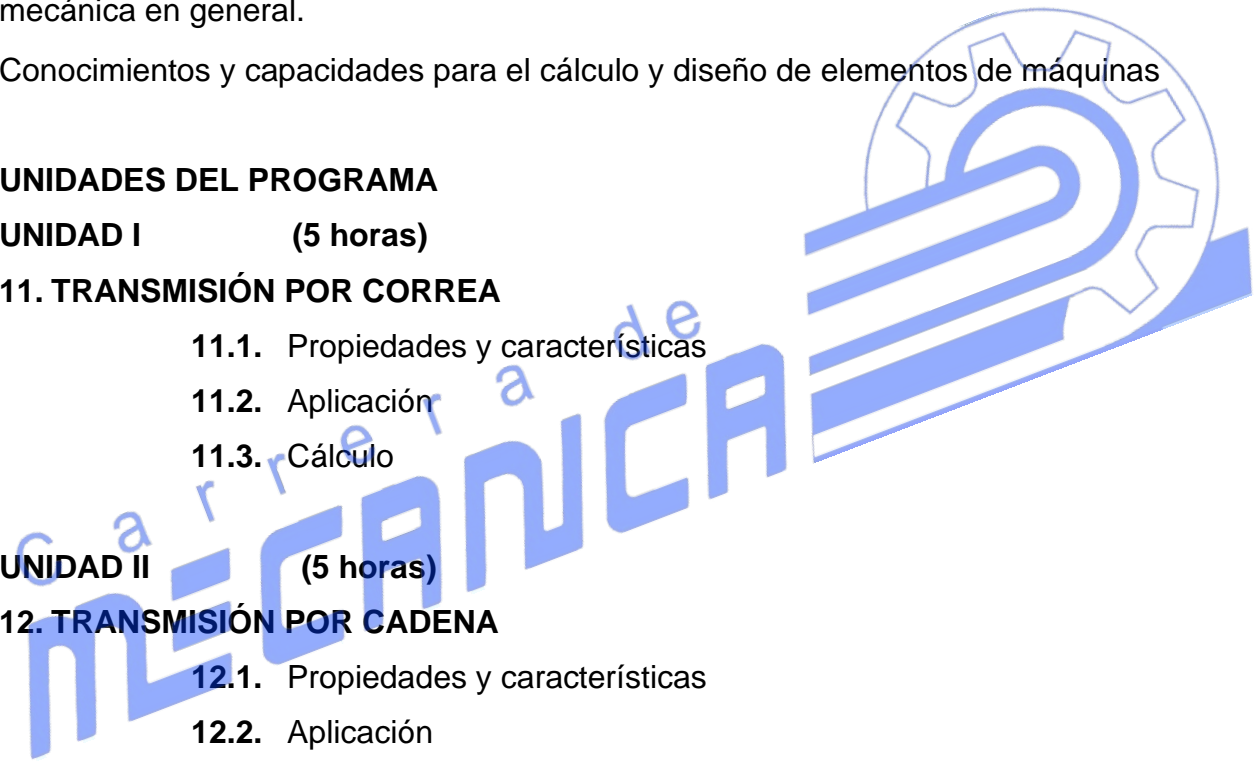 mecánica en general.
Conocimientos y capacidades para el cálculo y diseño de elementos de máquinas
UNIDADES DEL PROGRAMA
UNIDAD I (5 horas)
11. TRANSMISIÓN POR CORREA
11.1. Propiedades y características
11.2. Aplicación
11.3. Cálculo
UNIDAD II (5 horas)
12. TRANSMISIÓN POR CADENA
12.1. Propiedades y características
12.2. Aplicación
Carrera de
MECANICA